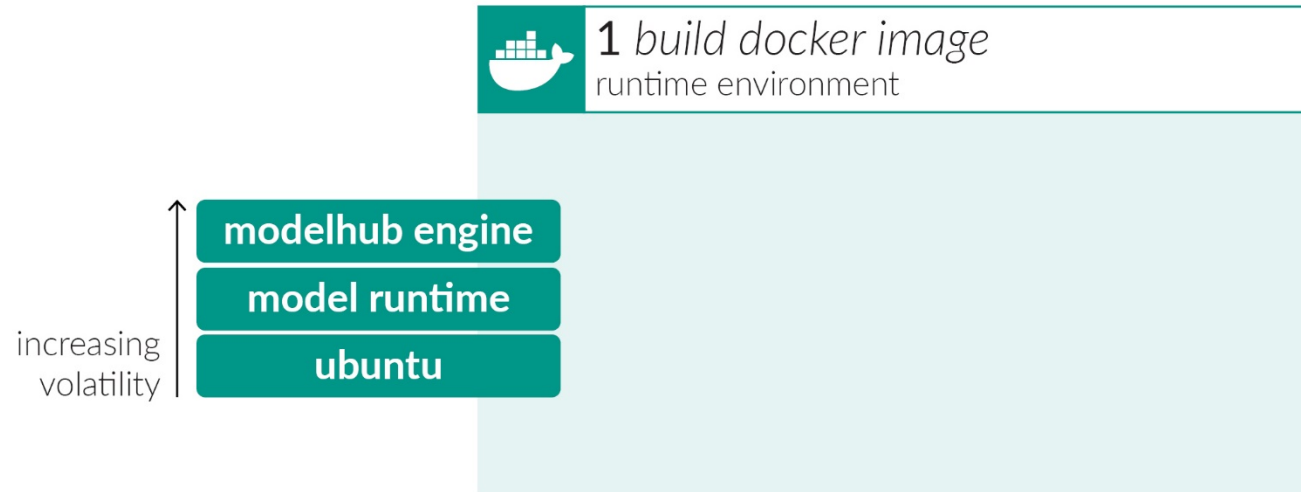 1 build docker image
runtime environment
modelhub engine
model runtime
ubuntu
increasing
volatility